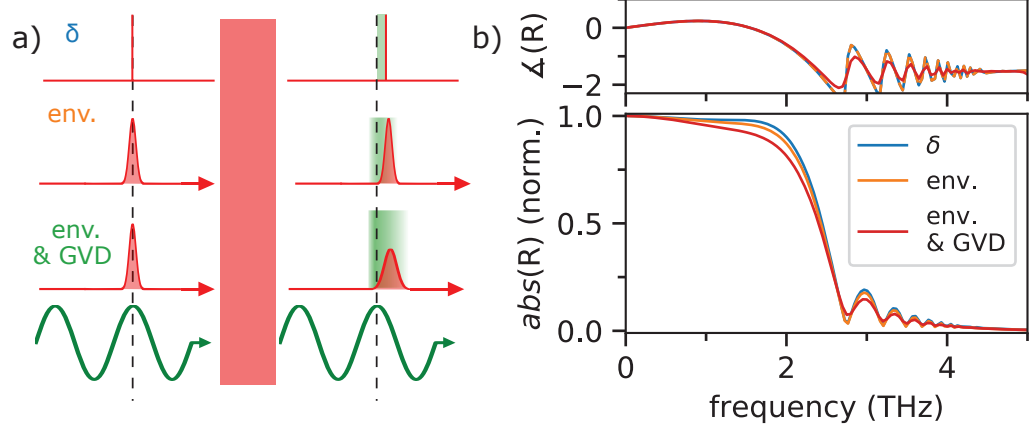 a)
δ
env.
env.
& GVD
b)
∡(R)
0
−2
abs(R) (norm.)
1.0
0.5
0.0
δ
env.
env.
& GVD
0
2
4
frequency (THz)